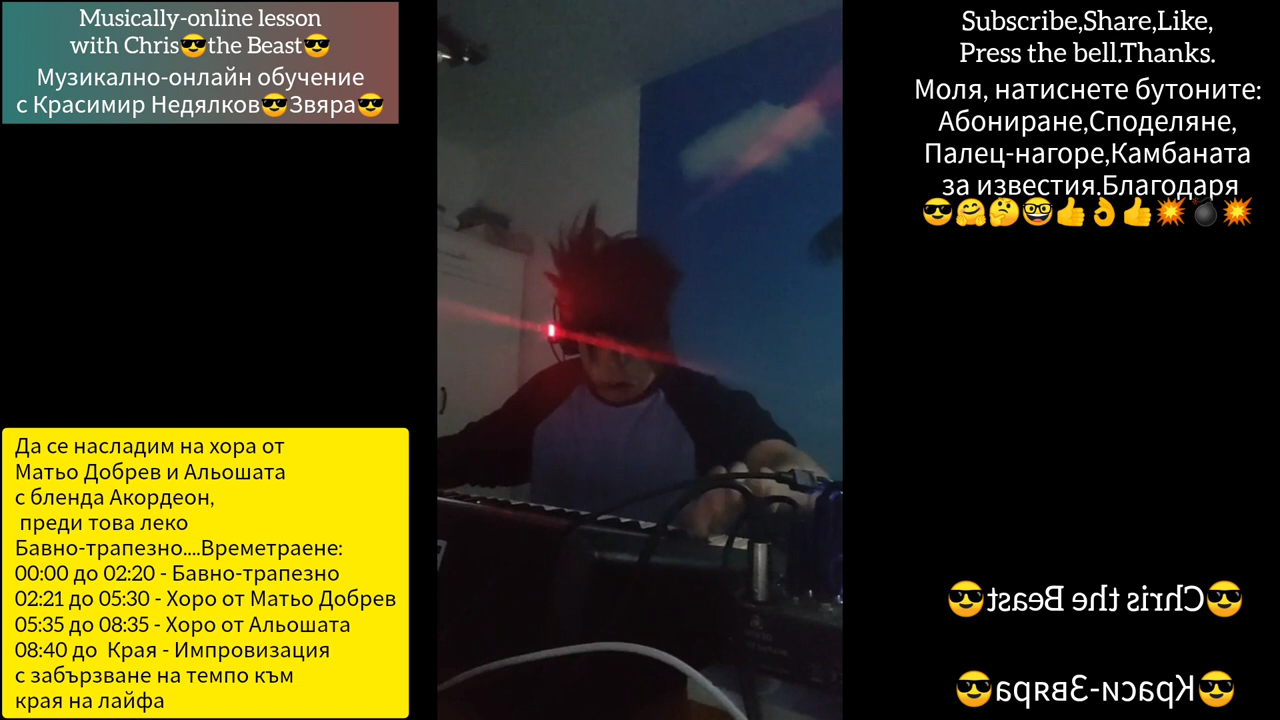 Musically-online lesson
with Chris😎the Beast😎
Музикално-онлайн обучение
с Красимир Недялков😎Звяра😎
Subscribe,Share,Like,
Press the bell.Thanks.
Моля, натиснете бутоните:
Абониране,Споделяне,
Палец-нагоре,Камбаната
за известия.Благодаря
😎🤗🤔🤓👍👌👍💥💣💥
Да се насладим на хора от
Матьо Добрев и Альошата
с бленда Акордеон,
преди това леко
Бавно-трапезно....Времетраене:
00:00 до 02:20 - Бавно-трапезно
02:21 до 05:30 - Хоро от Матьо Добрев
05:35 до 08:35 - Хоро от Альошата
08:40 до Края - Импровизация
с забързване на темпо към
края на лайфа
😎Chris the Beast😎
😎Краси-Звяра😎